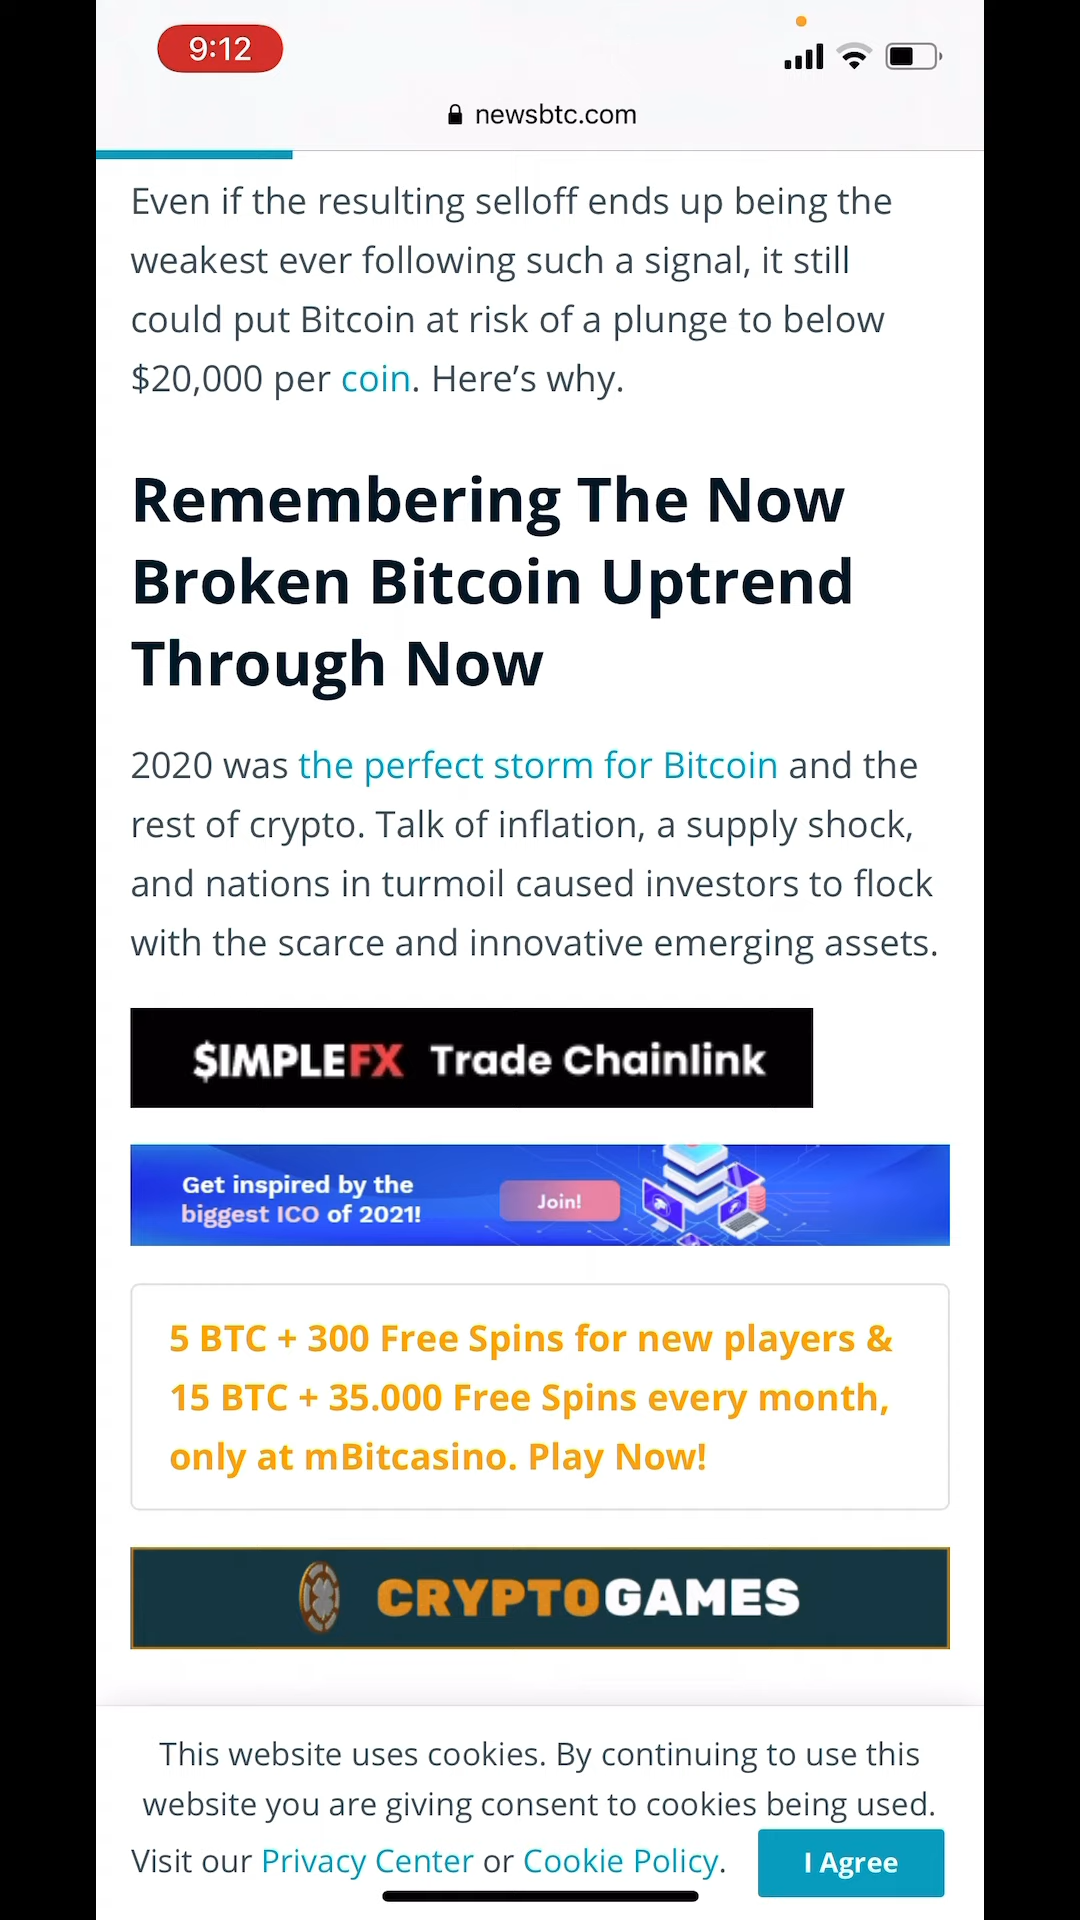 9:12
newsbtc.com
Even if the resulting selloff ends up being the
weakest ever following such a signal, it still
could put Bitcoin at risk of a plunge to below
$20,000 per coin. Here’s why.
Remembering The Now
Broken Bitcoin Uptrend
Through Now
2020 was the perfect storm for Bitcoin and the
rest of crypto. Talk of inflation, a supply shock,
and nations in turmoil caused investors to flock
with the scarce and innovative emerging assets.
$IMPLEFX Trade Chainlink
Get inspired by the
biggest ICO of 2021!
Join!
5 BTC + 300 Free Spins for new players &
15 BTC + 35.000 Free Spins every month,
only at mBitcasino. Play Now!
CRYPTOGAMES
This website uses cookies. By continuing to use this
website you are giving consent to cookies being used.
Visit our Privacy Center or Cookie Policy.
I Agree